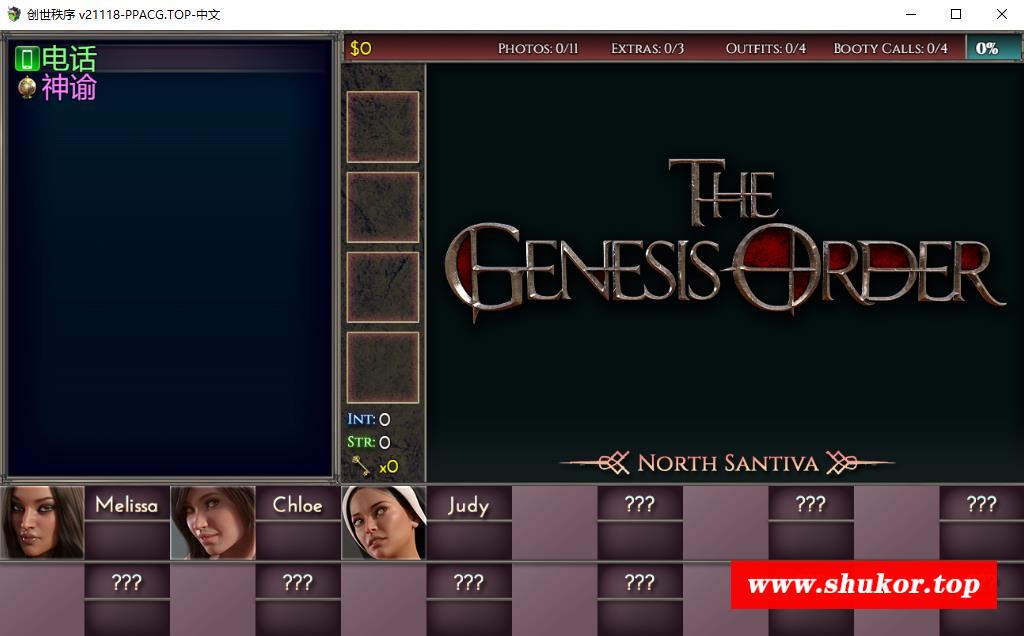 创世秩序 v21118-PPACG.TOP-中文
电话
神谕
$0
PHOTOS: 0/11
EXTRAS: 0/3
OUTFITS: 0/4
BOOTY CALLS: 0/4
0%
THE
GENESIS ORDER
INT: 0
STR: 0
x0
NORTH SANTIVA
Melissa
Chloe
Judy
???
???
???
???
???
???
???
www.shukor.top